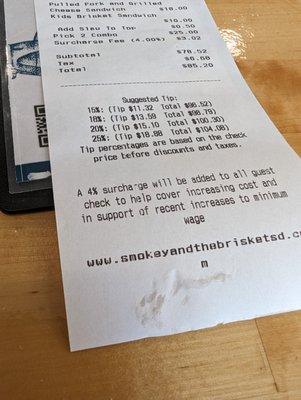 Pulled Pork and Grilled
Cheese Sandwich $18.00
Kids Brisket Sandwich
$10.00
Add Slaw To Top $0.50
Pick 2 Combo $25.00
Surcharge Fee (4.00%) $3.02
Subtotal $78.52
Tax $6.68
Total $85.20
Suggested Tip:
15%: (Tip $11.32 Total $96.52)
18%: (Tip $13.59 Total $98.79)
20%: (Tip $15.10 Total $100.30)
25%: (Tip $18.88 Total $104.08)
Tip percentages are based on the check
price before discounts and taxes.
A 4% surcharge will be added to all guest
check to help cover increasing cost and
in support of recent increases to minimum
wage
www.smokeyandthebrisketsd.co
m